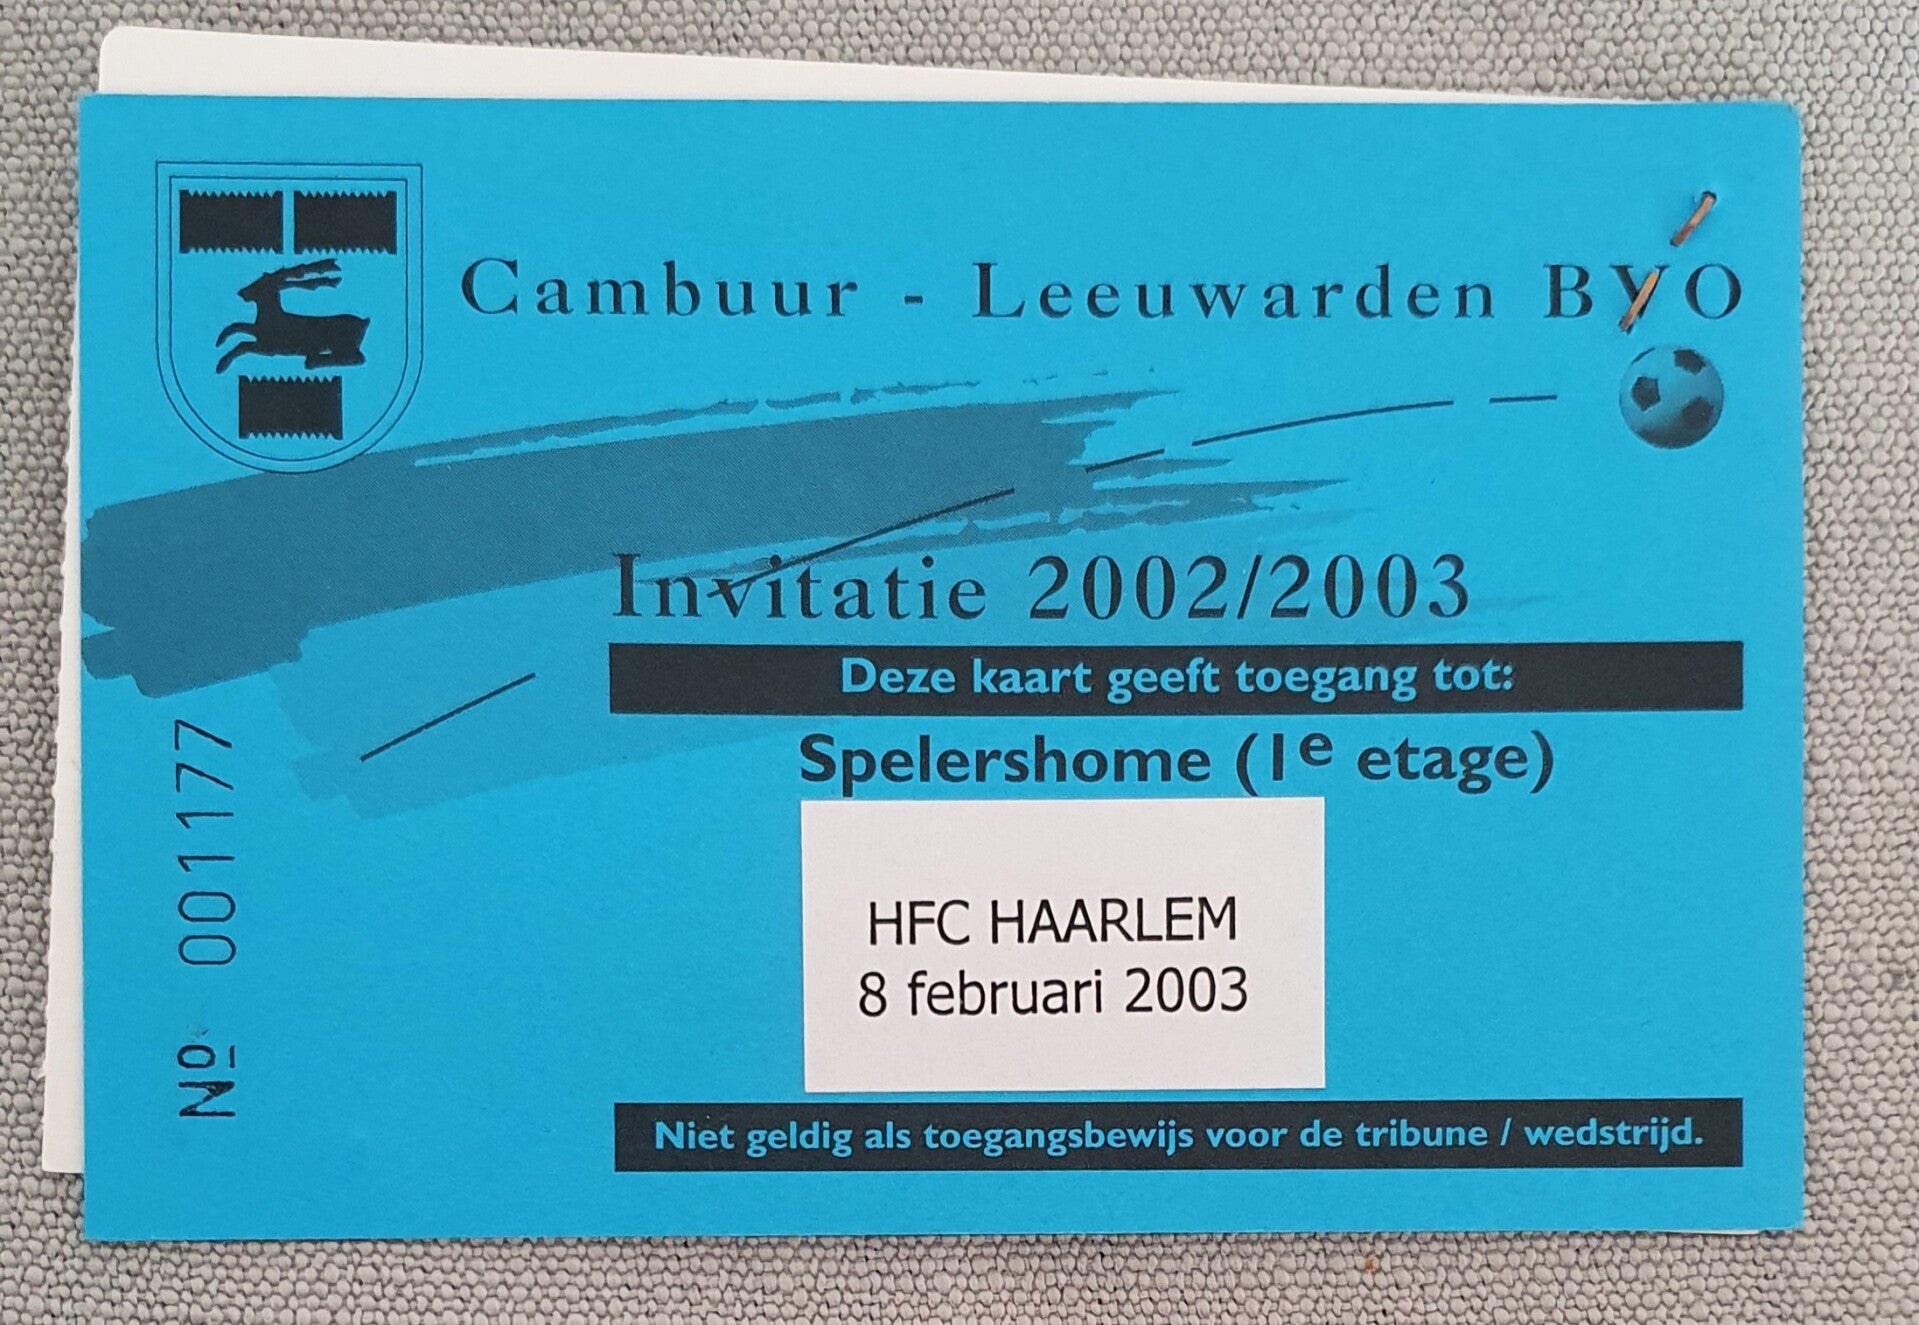 Cambuur - Leeuwarden BVO
Invitatie 2002/2003
Deze kaart geeft toegang tot:
Spelershome (1e etage)
HFC HAARLEM
8 februari 2003
Niet geldig als toegangsbewijs voor de tribune / wedstrijd.
Nº 001177